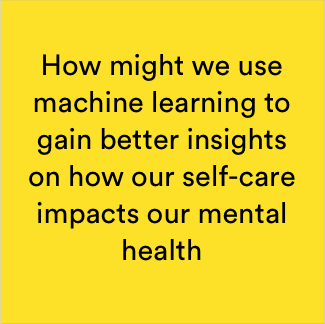 How might we use
machine learning to
gain better insights
on how our self-care
impacts our mental
health